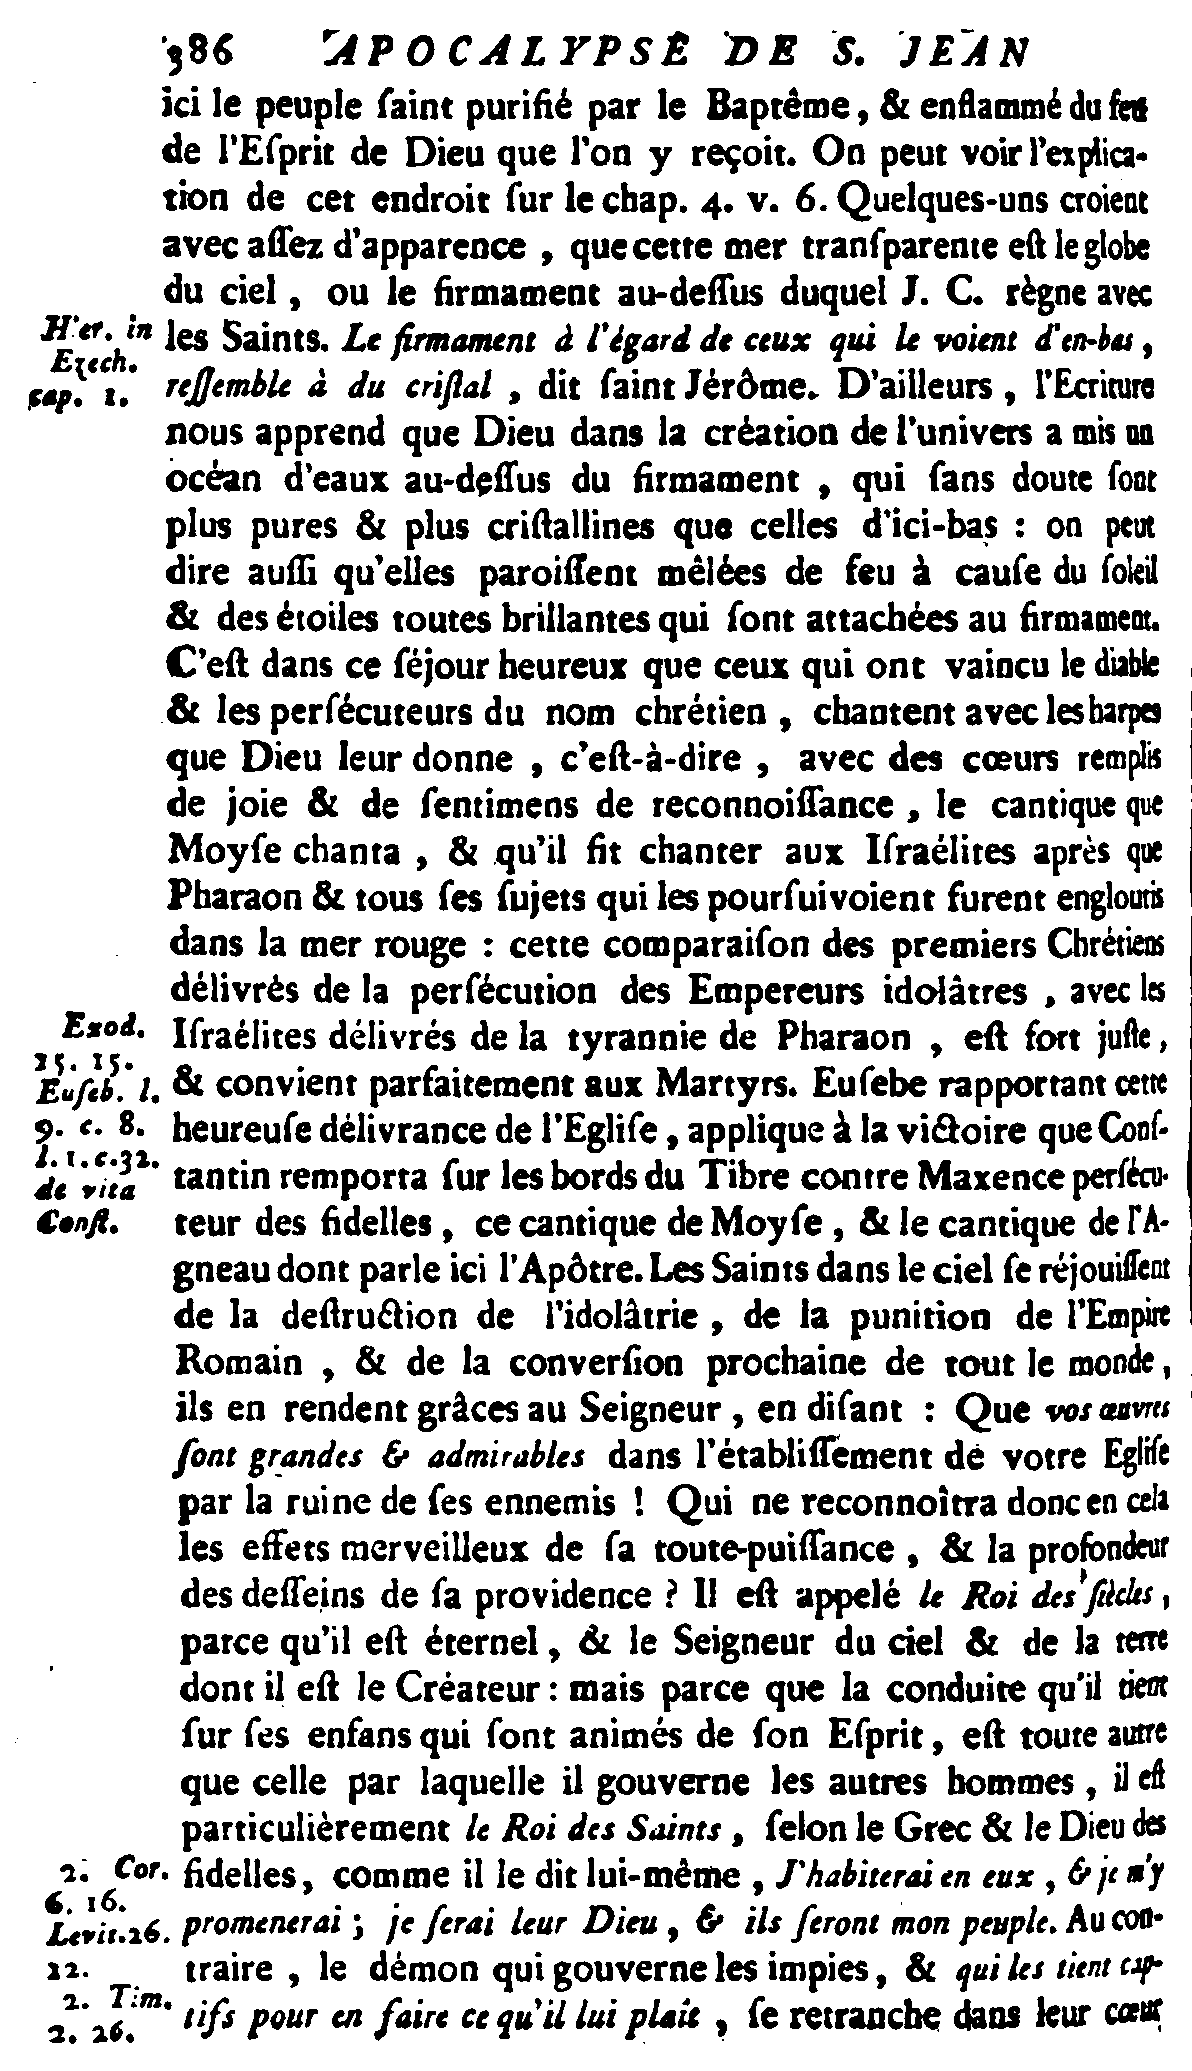 386 APOCALYPSE DE S. JEAN
ici le peuple ſaint purifié par le Baptême, & enflammé du feu
de l'Eſprit de Dieu que l'on y reçoit. On peut voir l'explica-
tion de cet endroit ſur le chap. 4. v. 6. Quelques-uns croient
avec aſſez d'apparence, que cette mer tranſparente eſt le globe
du ciel, ou le firmament au-deſſus duquel J. C. règne avec
Hier. in
Ezech.
cap. 1.
les Saints. Le firmament à l'égard de ceux qui le voient d'en-bas,
reſſemble à du criſtal, dit ſaint Jérôme. D'ailleurs, l'Ecriture
nous apprend que Dieu dans la création de l'univers a mis un
océan d'eaux au-deſſus du firmament, qui ſans doute ſont
plus pures & plus criſtallines que celles d'ici-bas : on peut
dire auſſi qu'elles paroiſſent mêlées de feu à cauſe du ſoleil
& des étoiles toutes brillantes qui ſont attachées au firmament.
C'eſt dans ce ſéjour heureux que ceux qui ont vaincu le diable
& les perſécuteurs du nom chrétien, chantent avec les harpes
que Dieu leur donne, c'eſt-à-dire, avec des cœurs remplis
de joie & de ſentimens de reconnoiſſance, le cantique que
Moyſe chanta, & qu'il fit chanter aux Iſraélites après que
Pharaon & tous ſes ſujets qui les pourſuivoient furent engloutis
dans la mer rouge : cette comparaiſon des premiers Chrétiens
délivrés de la perſécution des Empereurs idolâtres, avec les
Exod.
15. 15.
Euſeb. l.
9. c. 8.
l. 1. c. 32.
de vita
Conſt.
Iſraélites délivrés de la tyrannie de Pharaon, eſt fort juſte,
& convient parfaitement aux Martyrs. Euſebe rapportant cette
heureuſe délivrance de l'Egliſe, applique à la victoire que Conſ-
tantin remporta ſur les bords du Tibre contre Maxence perſécu-
teur des fidelles, ce cantique de Moyſe, & le cantique de l'A-
gneau dont parle ici l'Apôtre. Les Saints dans le ciel ſe réjouiſſent
de la deſtruction de l'idolâtrie, de la punition de l'Empire
Romain, & de la converſion prochaine de tout le monde,
ils en rendent grâces au Seigneur, en diſant : Que vos œuvres
ſont grandes & admirables dans l'établiſſement de votre Egliſe
par la ruine de ſes ennemis ! Qui ne reconnoîtra donc en cela
les effets merveilleux de ſa toute-puiſſance, & la profondeur
des deſſeins de ſa providence ? Il eſt appelé le Roi des ſiècles,
parce qu'il eſt éternel, & le Seigneur du ciel & de la terre
dont il eſt le Créateur : mais parce que la conduite qu'il tient
ſur ſes enfans qui ſont animés de ſon Eſprit, eſt toute autre
que celle par laquelle il gouverne les autres hommes, il eſt
particulièrement le Roi des Saints, ſelon le Grec & le Dieu des
2. Cor.
6. 16.
Levit. 26.
12.
2. Tim.
2. 26.
fidelles, comme il le dit lui-même, J'habiterai en eux, & je m'y
promenerai ; je ſerai leur Dieu, & ils ſeront mon peuple. Au con-
traire, le démon qui gouverne les impies, & qui les tient cap-
tifs pour en faire ce qu'il lui plaît, ſe retranche dans leur cœur